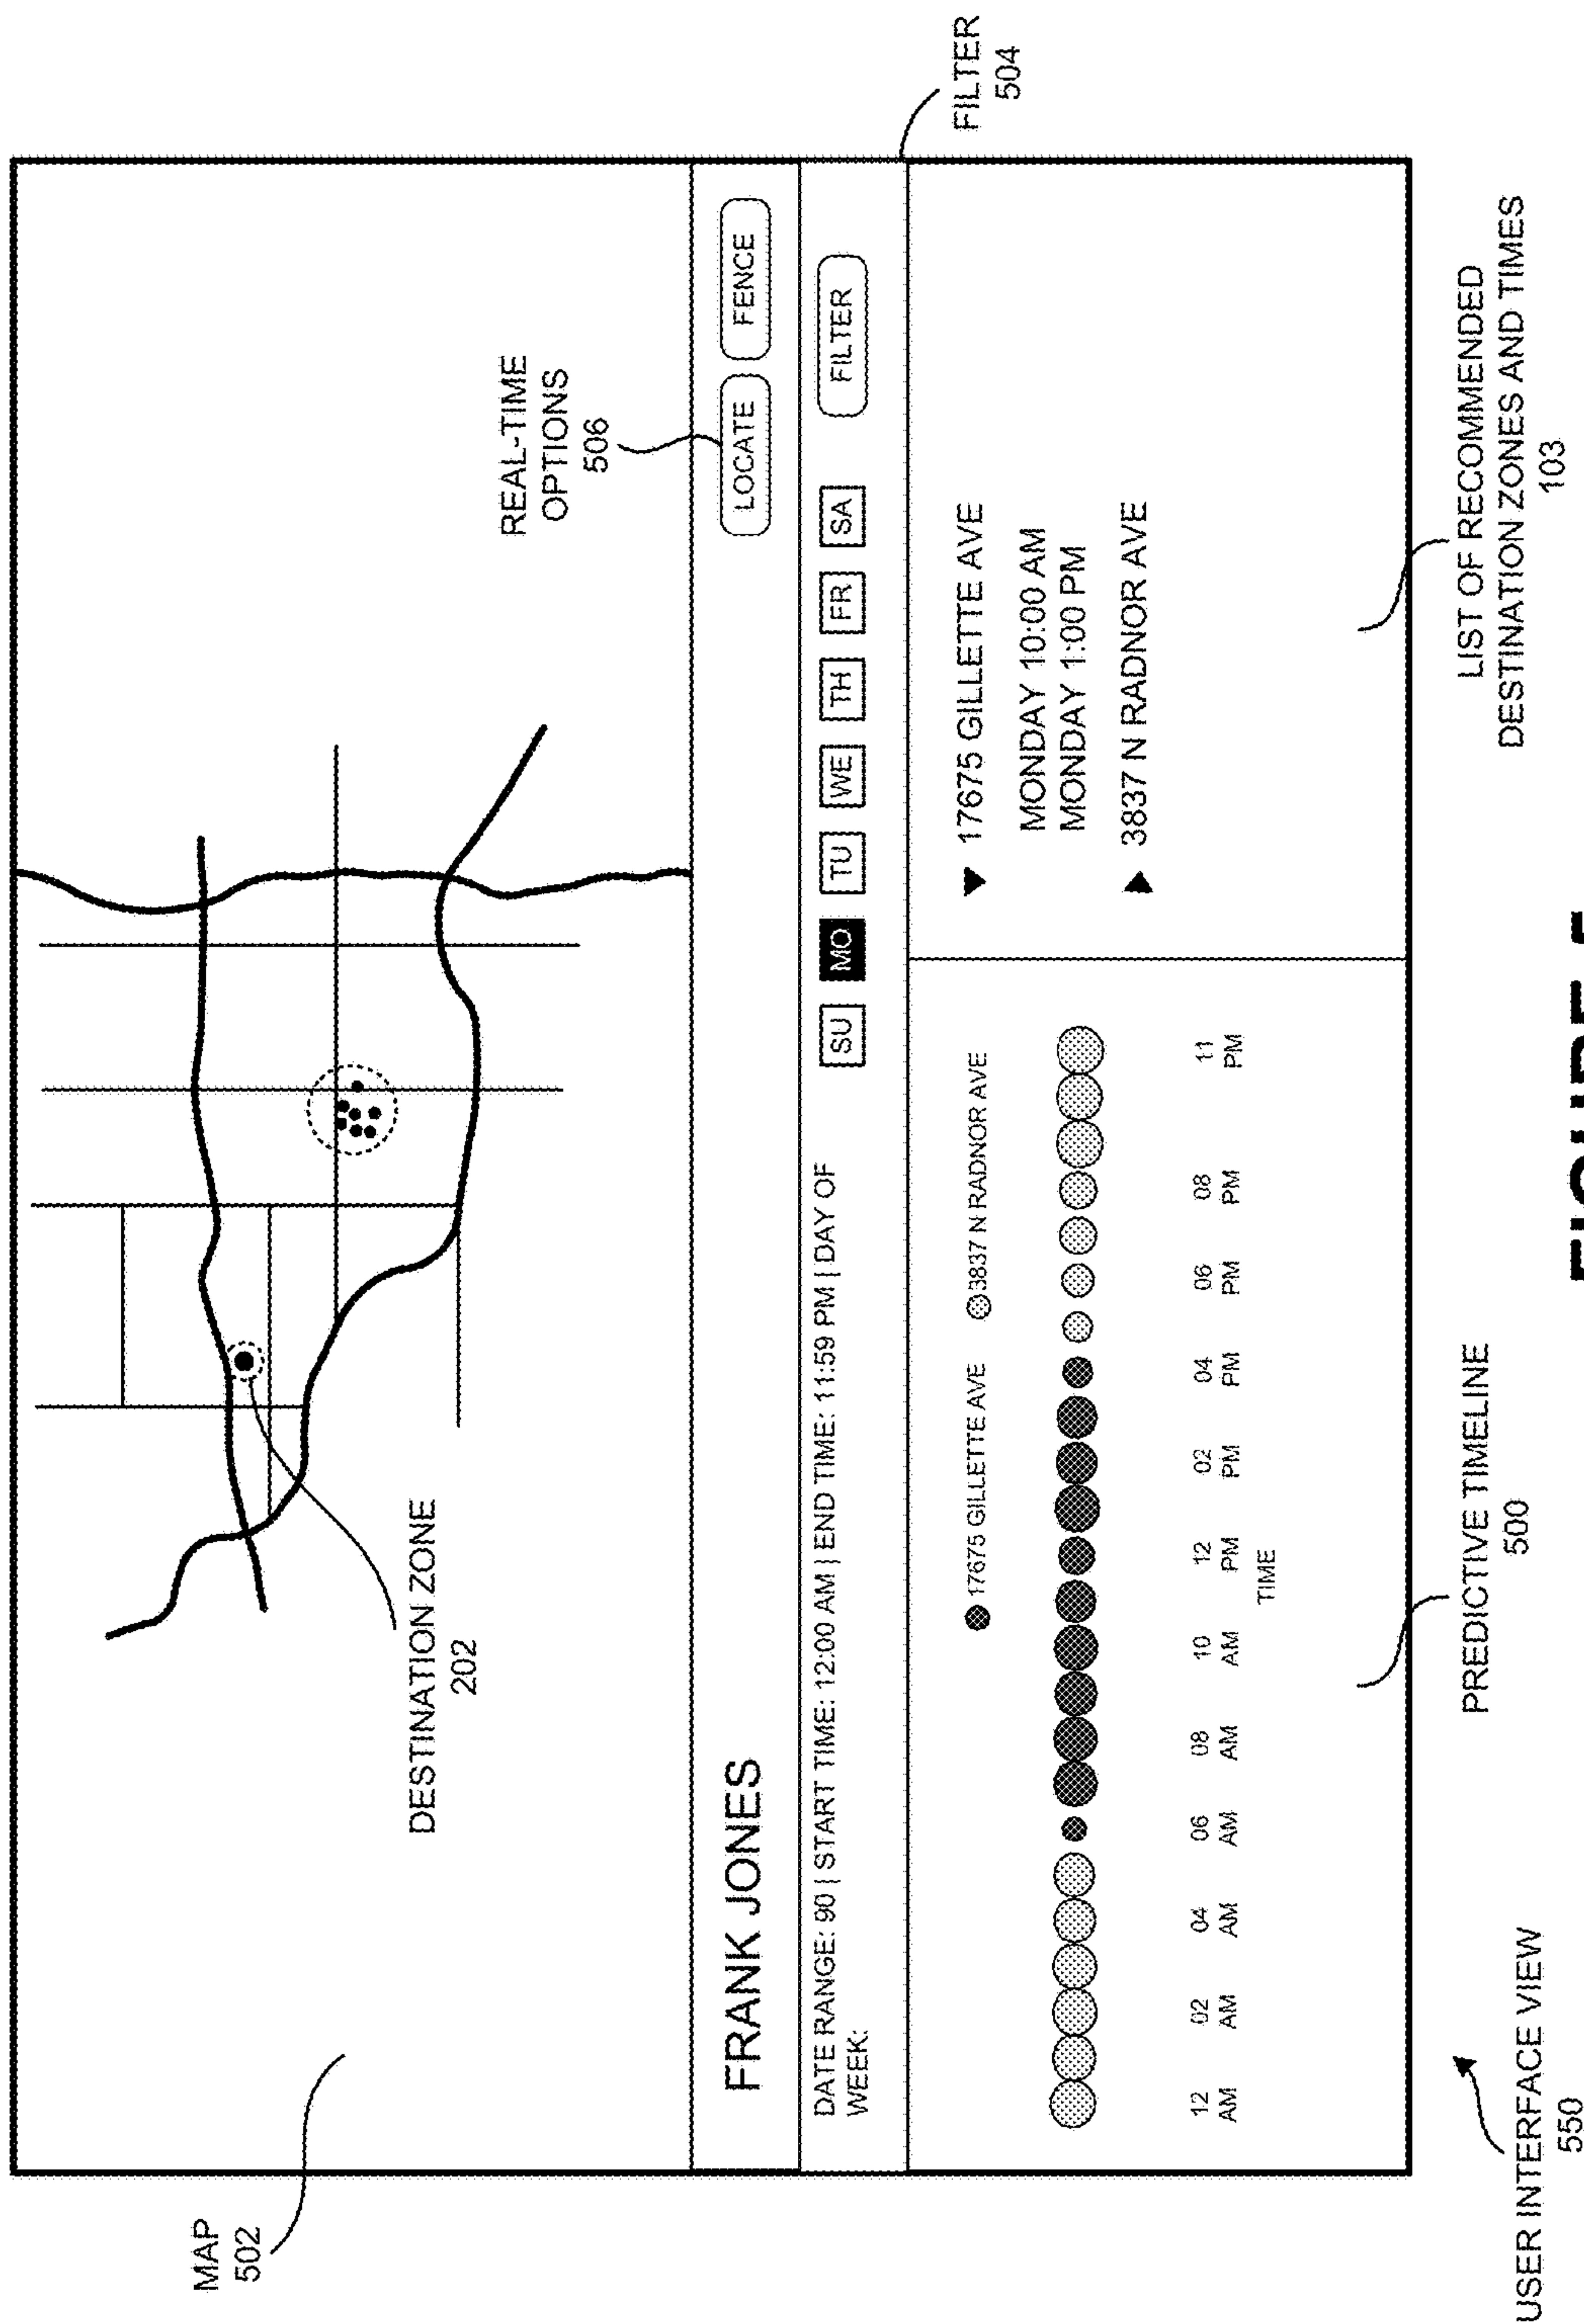 MAP
502
DESTINATION ZONE
202
REAL-TIME
OPTIONS
506
FRANK JONES
LOCATE
FENCE
DATE RANGE: 90 | START TIME: 12:00 AM | END TIME: 11:59 PM | DAY OF
WEEK:
SU
MO
TU
WE
TH
FR
SA
FILTER
FILTER
504
17675 GILLETTE AVE
3837 N RADNOR AVE
12
AM
02
AM
04
AM
06
AM
08
AM
10
AM
12
PM
02
PM
04
PM
06
PM
08
PM
11
PM
TIME
17675 GILLETTE AVE
MONDAY 10:00 AM
MONDAY 1:00 PM
3837 N RADNOR AVE
USER INTERFACE VIEW
550
PREDICTIVE TIMELINE
500
LIST OF RECOMMENDED
DESTINATION ZONES AND TIMES
103